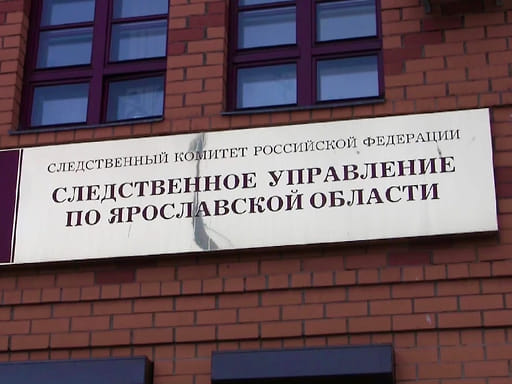 СЛЕДСТВЕННЫЙ КОМИТЕТ РОССИЙСКОЙ ФЕДЕРАЦИИ
СЛЕДСТВЕННОЕ УПРАВЛЕНИЕ
ПО ЯРОСЛАВСКОЙ ОБЛАСТИ